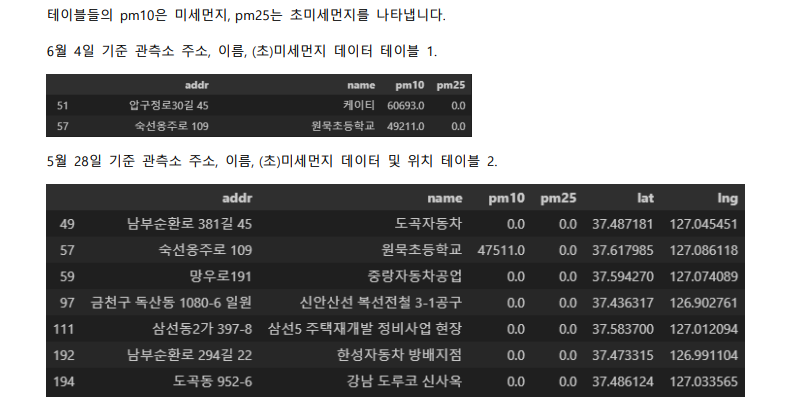 테이블들의 pm10은 미세먼지, pm25는 초미세먼지를 나타냅니다.
6월 4일 기준 관측소 주소, 이름, (초)미세먼지 데이터 테이블 1.
addr name pm10 pm25
51 압구정로30길 45 케이티 60693.0 0.0
57 숙선옹주로 109 원묵초등학교 49211.0 0.0
5월 28일 기준 관측소 주소, 이름, (초)미세먼지 데이터 및 위치 테이블 2.
addr name pm10 pm25 lat lng
49 남부순환로 381길 45 도곡자동차 0.0 0.0 37.487181 127.045451
57 숙선옹주로 109 원묵초등학교 47511.0 0.0 37.617985 127.086118
59 망우로191 중랑자동차공업 0.0 0.0 37.594270 127.074089
97 금천구 독산동 1080-6 일원 신안산선 복선전철 3-1공구 0.0 0.0 37.436317 126.902761
111 삼선동2가 397-8 삼선5 주택재개발 정비사업 현장 0.0 0.0 37.583700 127.012094
192 남부순환로 294길 22 한성자동차 방배지점 0.0 0.0 37.473315 126.991104
194 도곡동 952-6 강남 도루코 신사옥 0.0 0.0 37.486124 127.033565